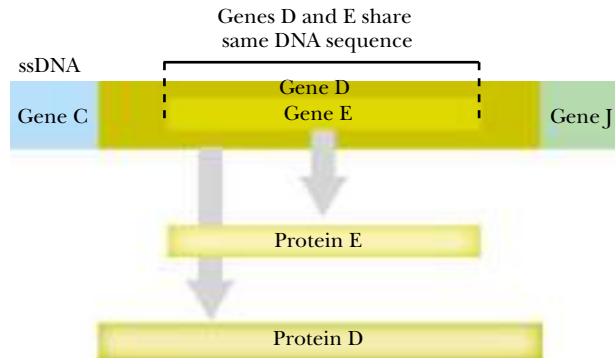 Genes D and E share
same DNA sequence
ssDNA
Gene D
Gene C
Gene E
Gene J
Protein E
Protein D